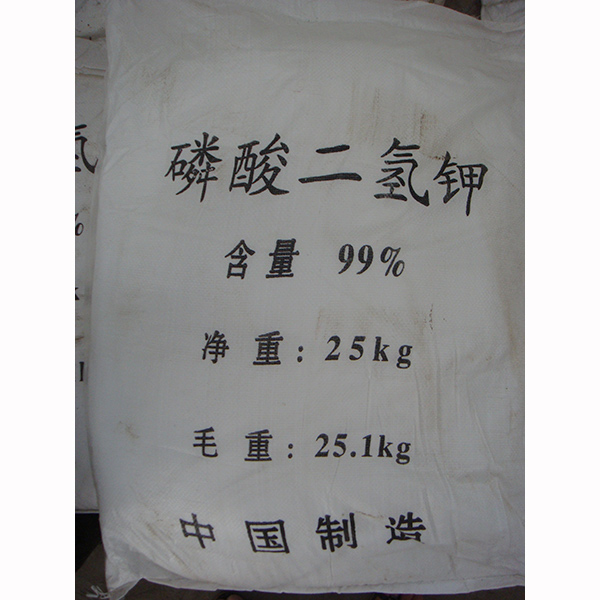 磷酸二氢钾
含量 99%
净重：25kg
毛重：25.1kg
中国制造